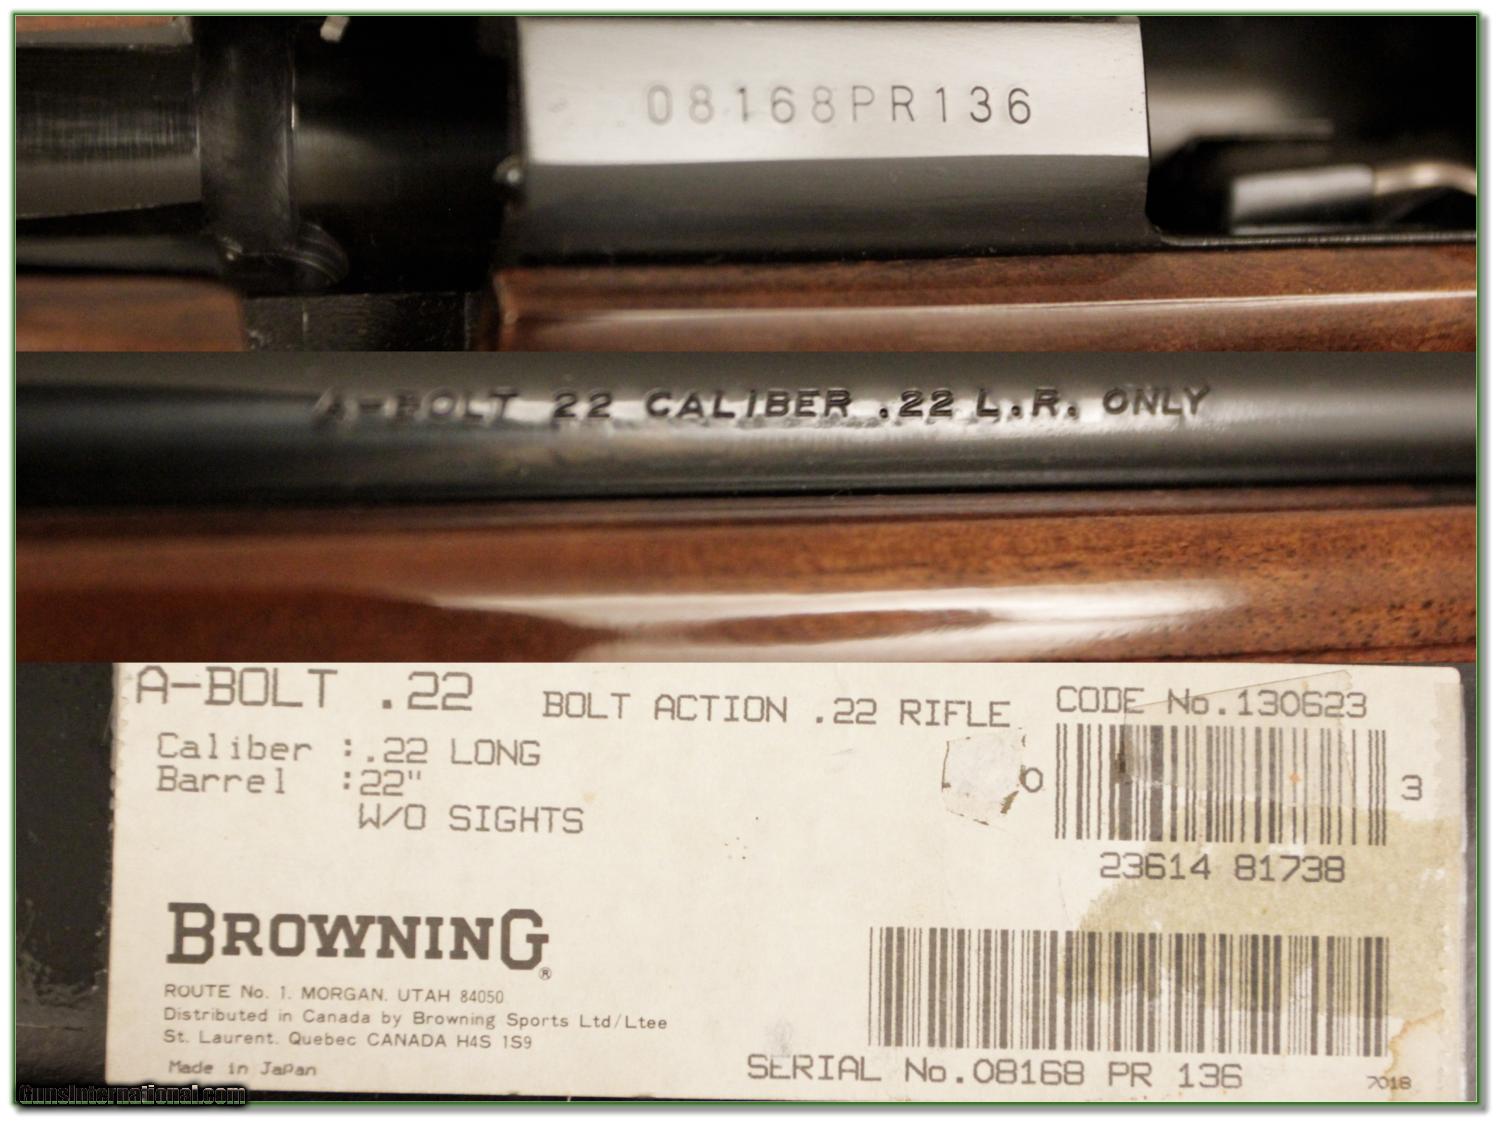 08168PR136
A-BOLT 22 CALIBER .22 L.R. ONLY
A-BOLT .22 BOLT ACTION .22 RIFLE CODE No.130623
Caliber :.22 LONG
Barrel :22"
W/O SIGHTS
0 3
23614 81738
BROWNING®
ROUTE No. 1. MORGAN. UTAH 84050
Distributed in Canada by Browning Sports Ltd/Ltee
St. Laurent. Quebec CANADA H4S 1S9
Made in Japan
SERIAL No.08168 PR 136
7018
GunsInternational.com